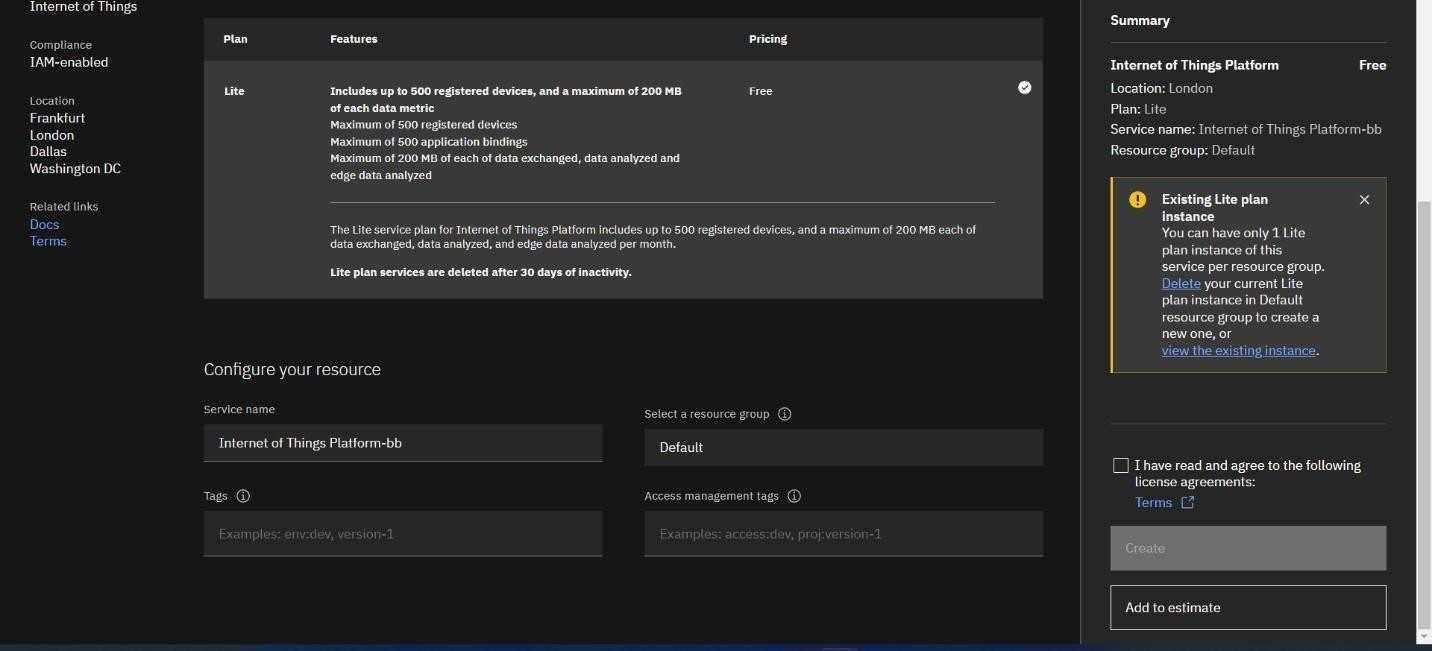 Internet of Things
Compliance
IAM-enabled
Location
Frankfurt
London
Dallas
Washington DC
Related links
Docs
Terms
Plan Features Pricing
Lite Includes up to 500 registered devices, and a maximum of 200 MB Free
of each data metric
Maximum of 500 registered devices
Maximum of 500 application bindings
Maximum of 200 MB of each of data exchanged, data analyzed and
edge data analyzed
The Lite service plan for Internet of Things Platform includes up to 500 registered devices, and a maximum of 200 MB each of
data exchanged, data analyzed, and edge data analyzed per month.
Lite plan services are deleted after 30 days of inactivity.
Configure your resource
Service name
Internet of Things Platform-bb
Select a resource group
Default
Tags
Examples: env:dev, version-1
Access management tags
Examples: access:dev, proj:version-1
Summary
Internet of Things Platform Free
Location: London
Plan: Lite
Service name: Internet of Things Platform-bb
Resource group: Default
Existing Lite plan
instance
You can have only 1 Lite
plan instance of this
service per resource group.
Delete your current Lite
plan instance in Default
resource group to create a
new one, or
view the existing instance.
I have read and agree to the following
license agreements:
Terms
Create
Add to estimate